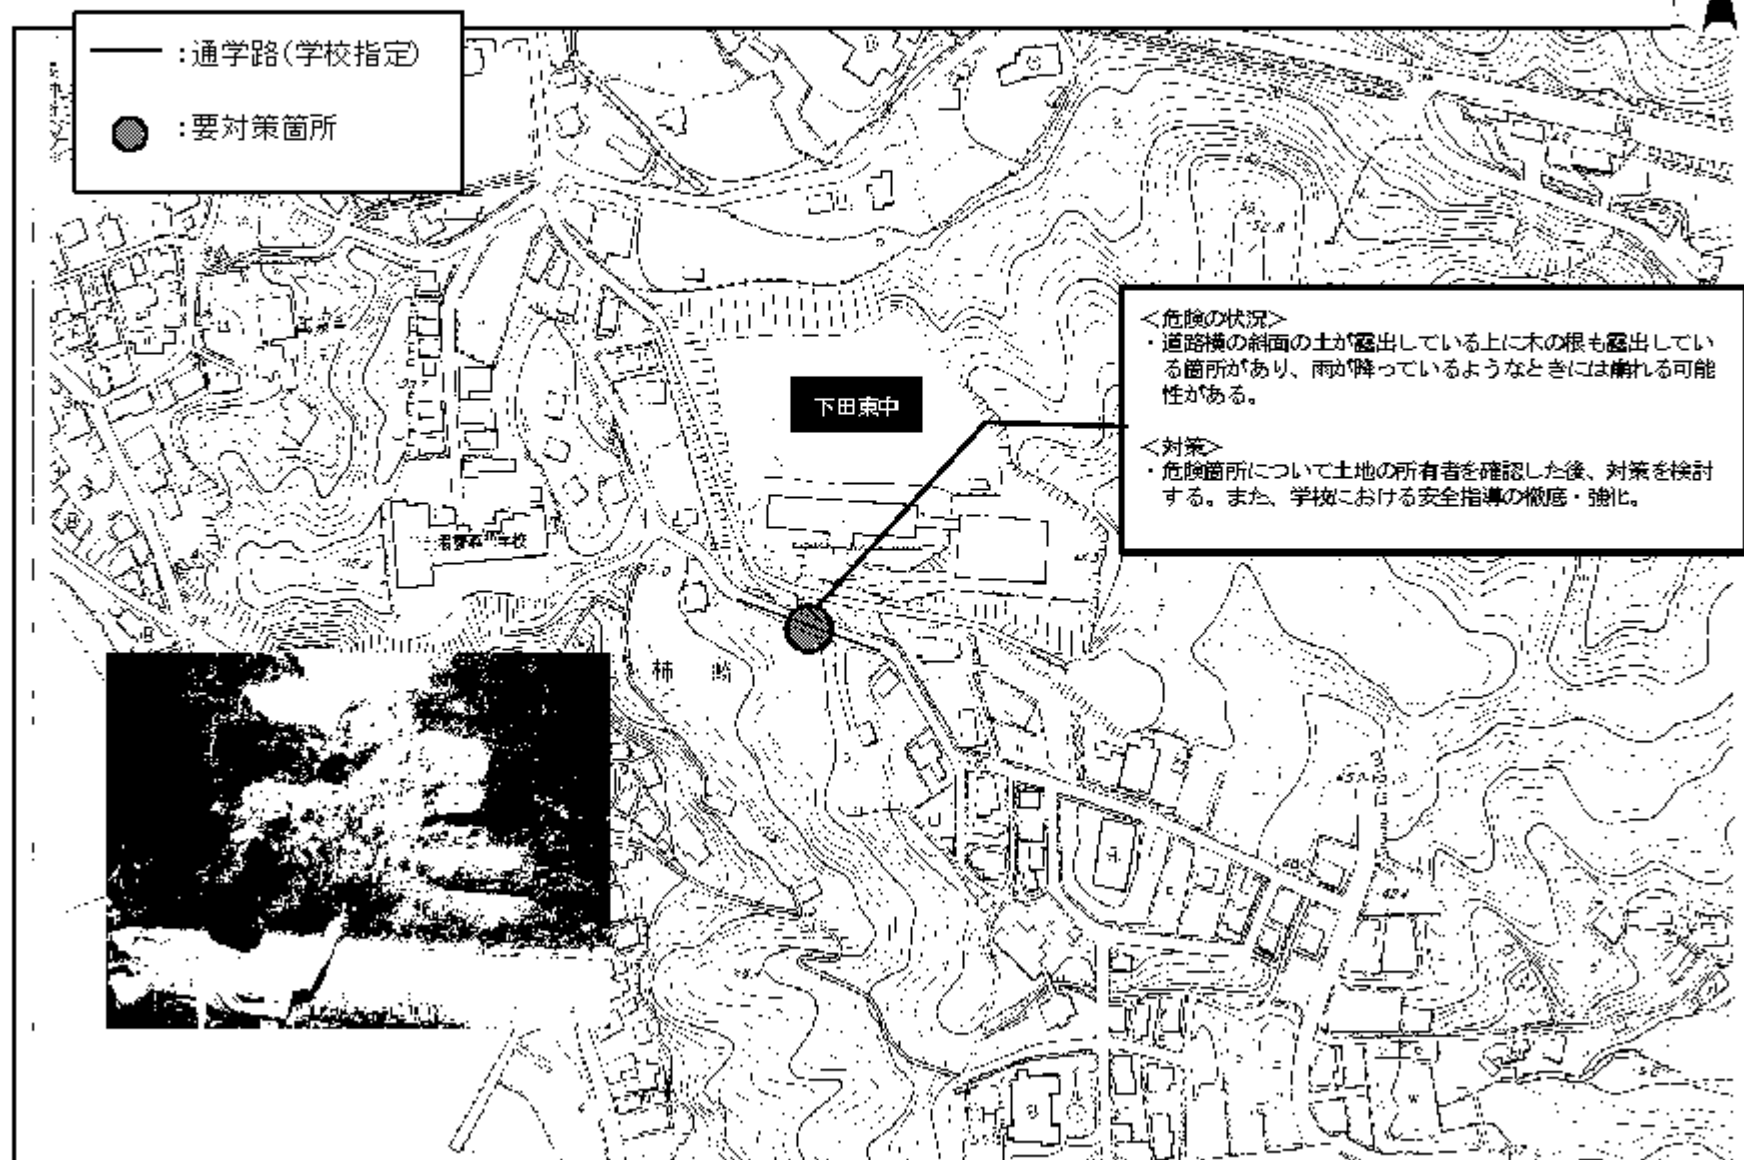 :通学路(学校指定)
:要対策箇所
<危険の状況>
・道路横の斜面の土が露出している上に木の根も露出してい
る箇所があり、雨が降っているようなときには崩れる可能
性がある。
<対策>
・危険箇所について土地の所有者を確認した後、対策を検討
する。また、学校における安全指導の徹底・強化。
下田東中
柿 崎